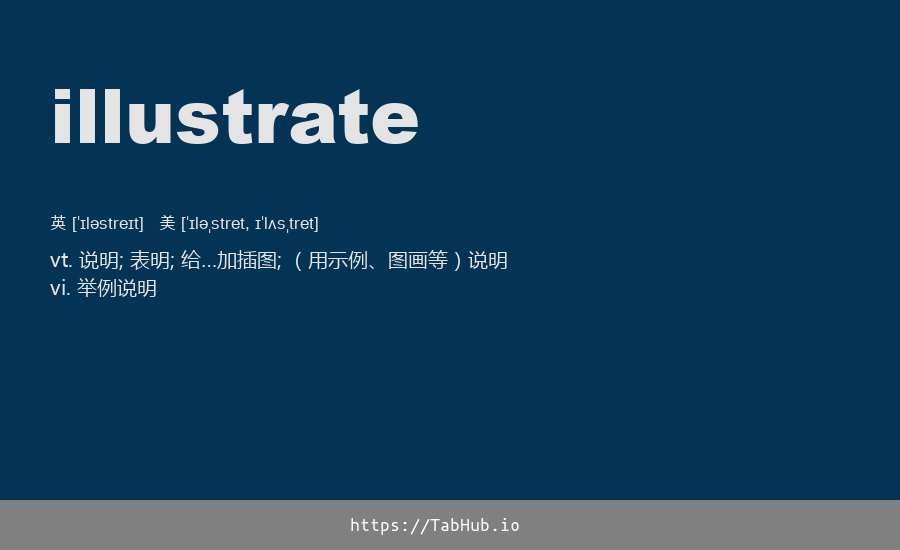 illustrate
英 [ˈɪləstreɪt]   美 [ˈɪləˌstret, ɪˈlʌsˌtret]
vt. 说明; 表明; 给…加插图; （用示例、图画等）说明
vi. 举例说明
https://TabHub.io